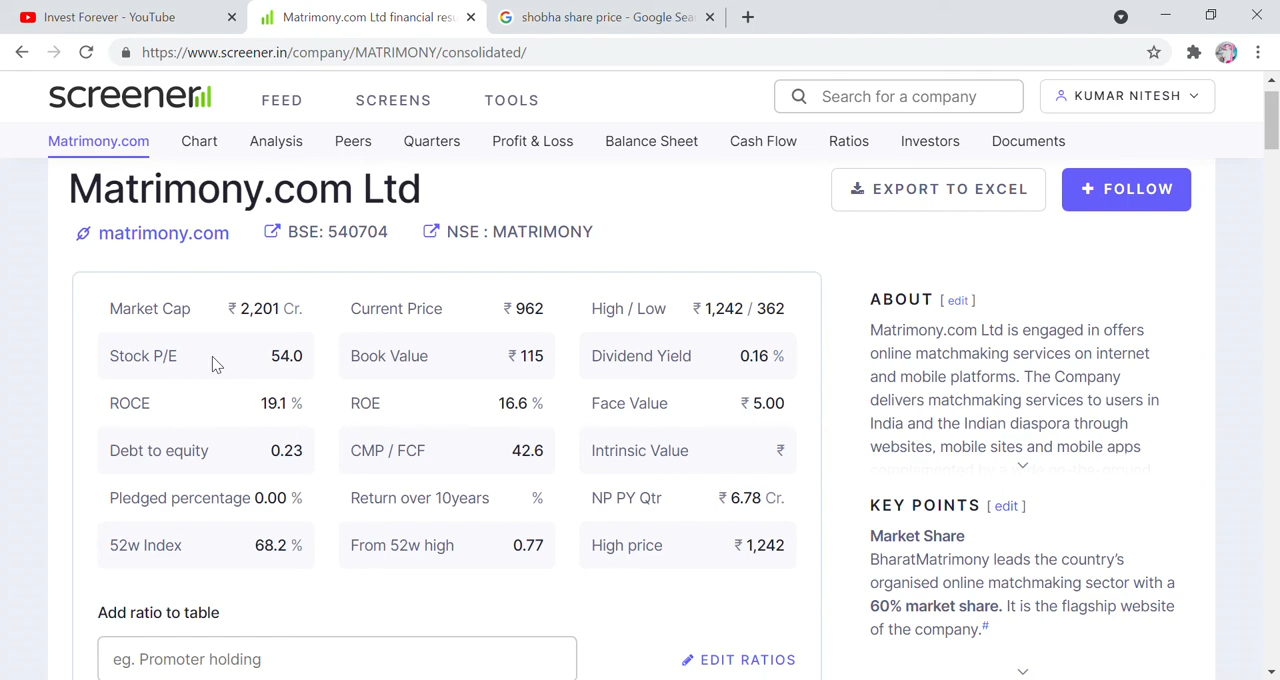 Invest Forever - YouTube
Matrimony.com Ltd financial resu
shobha share price - Google Sea
https://www.screener.in/company/MATRIMONY/consolidated/
screener
FEED
SCREENS
TOOLS
Search for a company
KUMAR NITESH
Matrimony.com
Chart
Analysis
Peers
Quarters
Profit & Loss
Balance Sheet
Cash Flow
Ratios
Investors
Documents
Matrimony.com Ltd
EXPORT TO EXCEL
FOLLOW
matrimony.com
BSE: 540704
NSE : MATRIMONY
Market Cap ₹ 2,201 Cr.
Current Price ₹ 962
High / Low ₹ 1,242 / 362
Stock P/E 54.0
Book Value ₹ 115
Dividend Yield 0.16 %
ROCE 19.1 %
ROE 16.6 %
Face Value ₹ 5.00
Debt to equity 0.23
CMP / FCF 42.6
Intrinsic Value ₹
Pledged percentage 0.00 %
Return over 10years %
NP PY Qtr ₹ 6.78 Cr.
52w Index 68.2 %
From 52w high 0.77
High price ₹ 1,242
Add ratio to table
eg. Promoter holding
EDIT RATIOS
ABOUT [ edit ]
Matrimony.com Ltd is engaged in offers
online matchmaking services on internet
and mobile platforms. The Company
delivers matchmaking services to users in
India and the Indian diaspora through
websites, mobile sites and mobile apps
KEY POINTS [ edit ]
Market Share
BharatMatrimony leads the country's
organised online matchmaking sector with a
60% market share. It is the flagship website
of the company.#